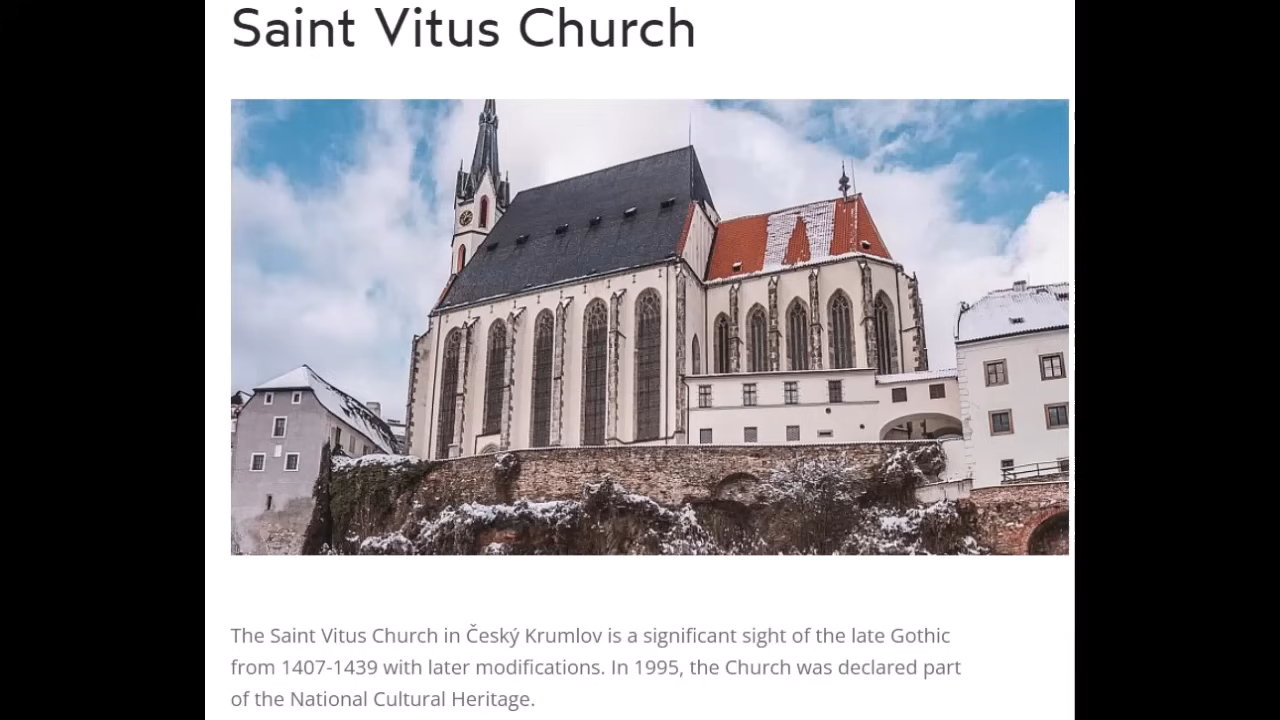 Saint Vitus Church
The Saint Vitus Church in Český Krumlov is a significant sight of the late Gothic
from 1407-1439 with later modifications. In 1995, the Church was declared part
of the National Cultural Heritage.